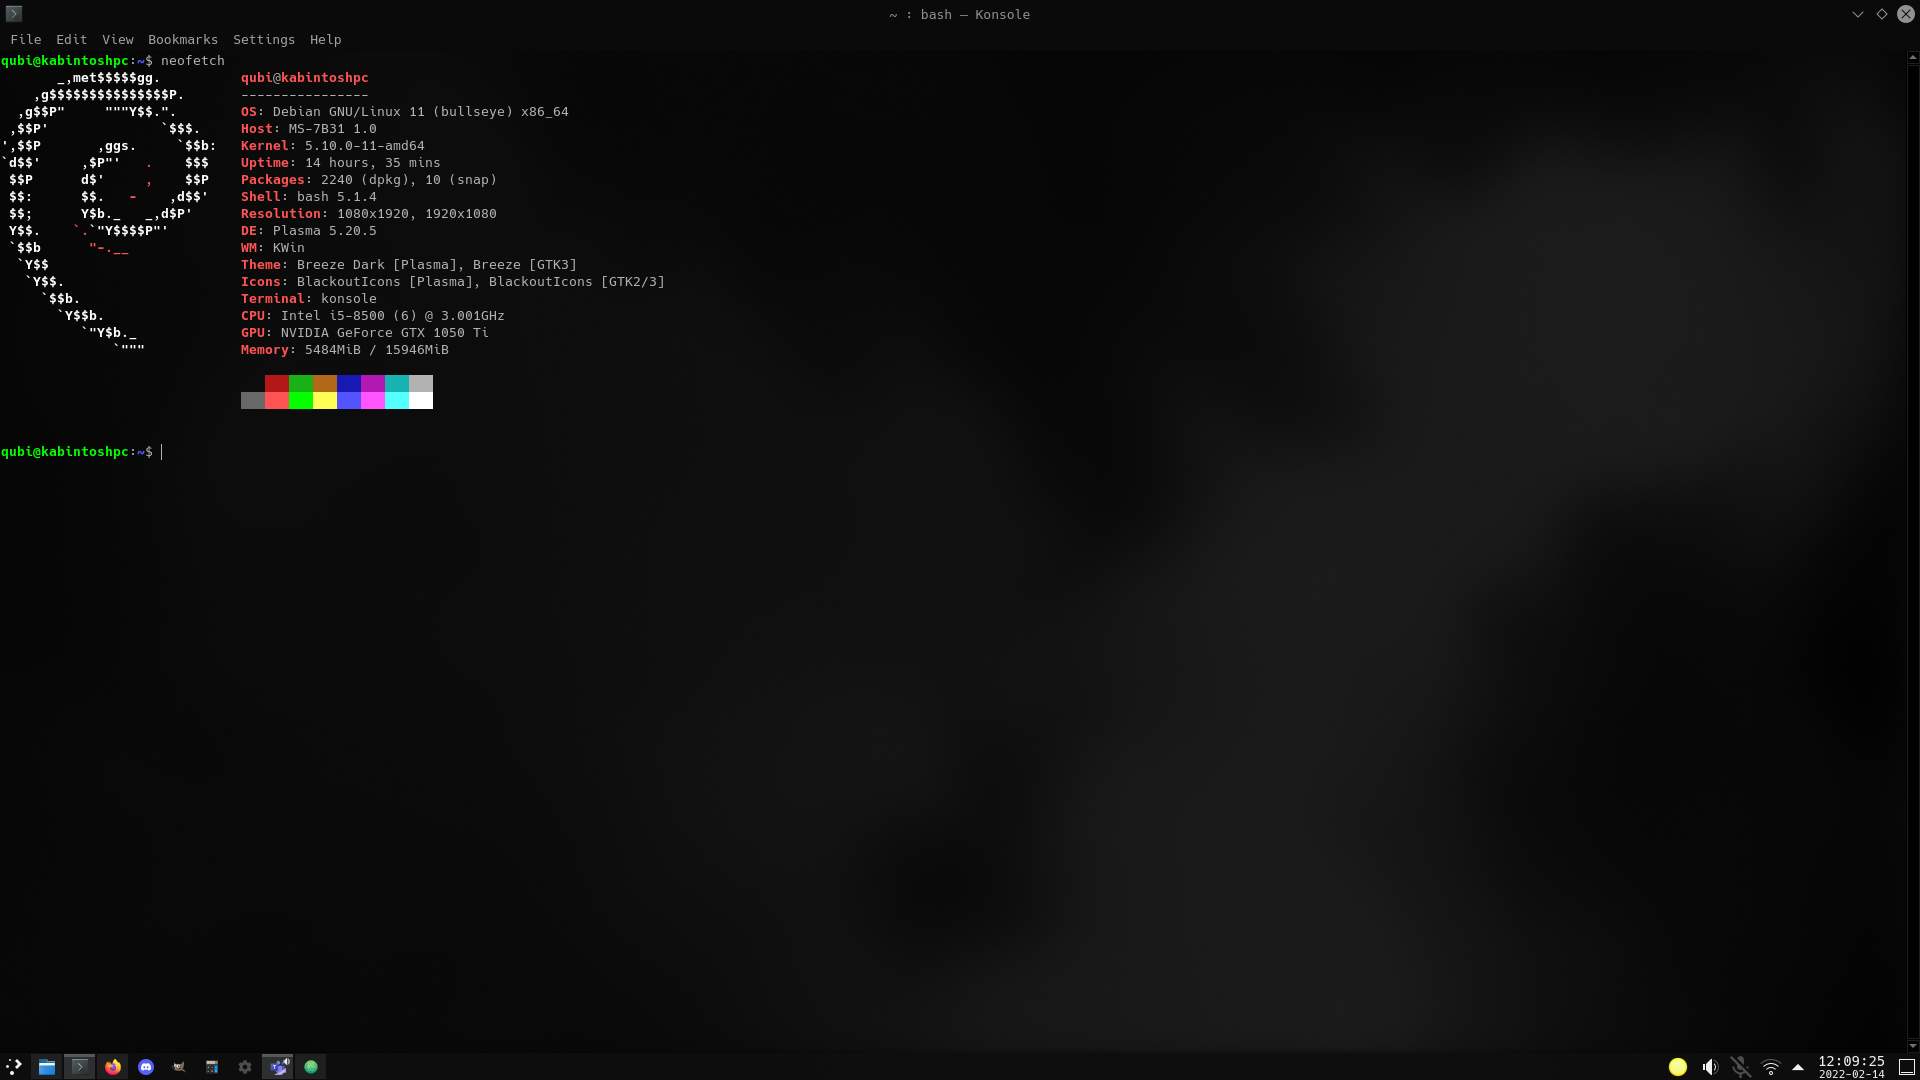 ~ : bash — Konsole
File Edit View Bookmarks Settings Help
qubi@kabintoshpc:~$ neofetch
       _,met$$$$$gg.          qubi@kabintoshpc
    ,g$$$$$$$$$$$$$$$P.       ----------------
  ,g$$P"     """Y$$.".        OS: Debian GNU/Linux 11 (bullseye) x86_64
 ,$$P'              `$$$.     Host: MS-7B31 1.0
',$$P       ,ggs.     `$$b:   Kernel: 5.10.0-11-amd64
`d$$'     ,$P"'   .    $$$    Uptime: 14 hours, 35 mins
 $$P      d$'     ,    $$P    Packages: 2240 (dpkg), 10 (snap)
 $$:      $$.   -    ,d$$'    Shell: bash 5.1.4
 $$;      Y$b._   _,d$P'      Resolution: 1080x1920, 1920x1080
 Y$$.    `.`"Y$$$$P"'         DE: Plasma 5.20.5
 `$$b      "-.__              WM: KWin
  `Y$$                        Theme: Breeze Dark [Plasma], Breeze [GTK3]
   `Y$$.                      Icons: BlackoutIcons [Plasma], BlackoutIcons [GTK2/3]
     `$$b.                    Terminal: konsole
       `Y$$b.                 CPU: Intel i5-8500 (6) @ 3.001GHz
          `"Y$b._             GPU: NVIDIA GeForce GTX 1050 Ti
              `"""            Memory: 5484MiB / 15946MiB
qubi@kabintoshpc:~$
12:09:25
2022-02-14